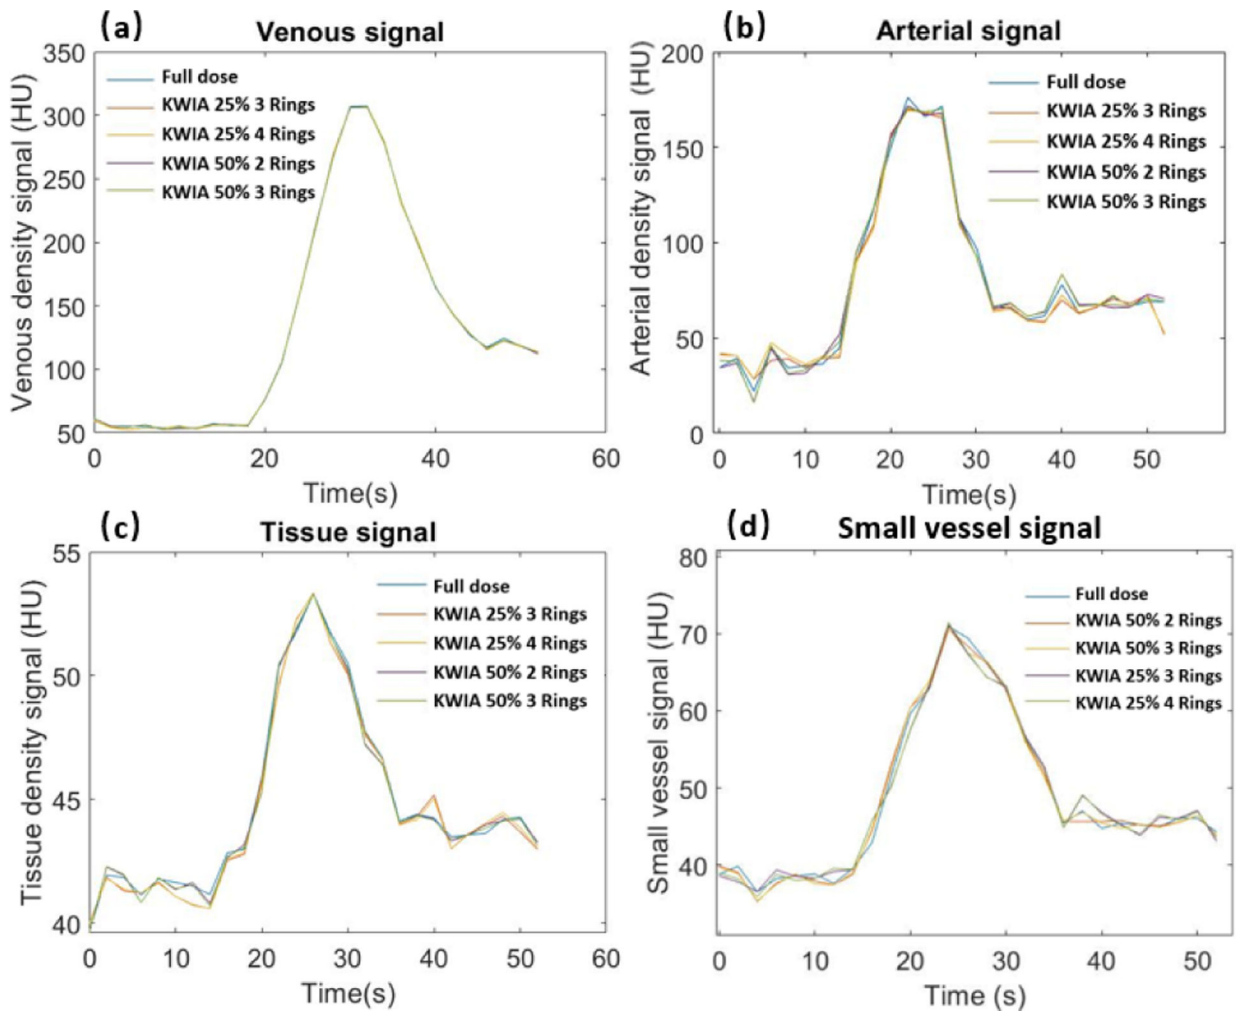 (a)
Venous signal
Venous density signal (HU)
350
300
250
200
150
100
50
Full dose
KWIA 25% 3 Rings
KWIA 25% 4 Rings
KWIA 50% 2 Rings
KWIA 50% 3 Rings
0
20
40
60
Time(s)
(b)
Arterial signal
Arterial density signal (HU)
200
150
100
50
0
Full dose
KWIA 25% 3 Rings
KWIA 25% 4 Rings
KWIA 50% 2 Rings
KWIA 50% 3 Rings
0
10
20
30
40
50
Time(s)
(c)
Tissue signal
Tissue density signal (HU)
55
50
45
40
Full dose
KWIA 25% 3 Rings
KWIA 25% 4 Rings
KWIA 50% 2 Rings
KWIA 50% 3 Rings
0
10
20
30
40
50
60
Time(s)
(d)
Small vessel signal
Small vessel signal (HU)
80
70
60
50
40
Full dose
KWIA 50% 2 Rings
KWIA 50% 3 Rings
KWIA 25% 3 Rings
KWIA 25% 4 Rings
0
10
20
30
40
50
Time (s)